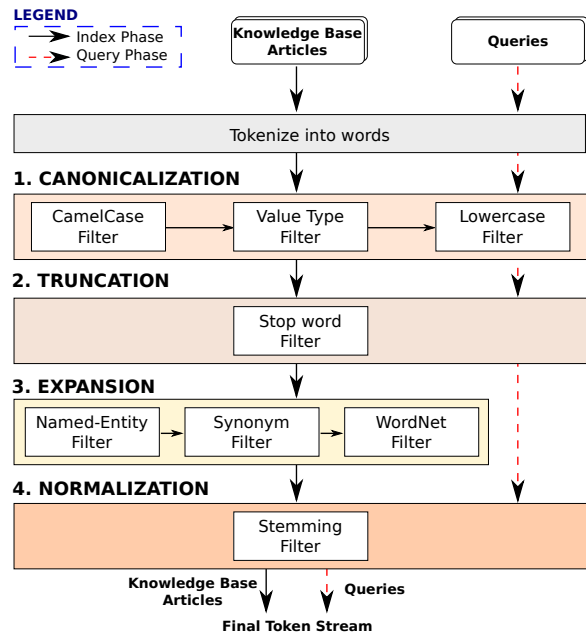 LEGEND
Index Phase
Query Phase
Knowledge Base
Articles
Queries
Tokenize into words
1. CANONICALIZATION
CamelCase
Filter
Value Type
Filter
Lowercase
Filter
2. TRUNCATION
Stop word
Filter
3. EXPANSION
Named-Entity
Filter
Synonym
Filter
WordNet
Filter
4. NORMALIZATION
Stemming
Filter
Knowledge Base
Articles
Queries
Final Token Stream